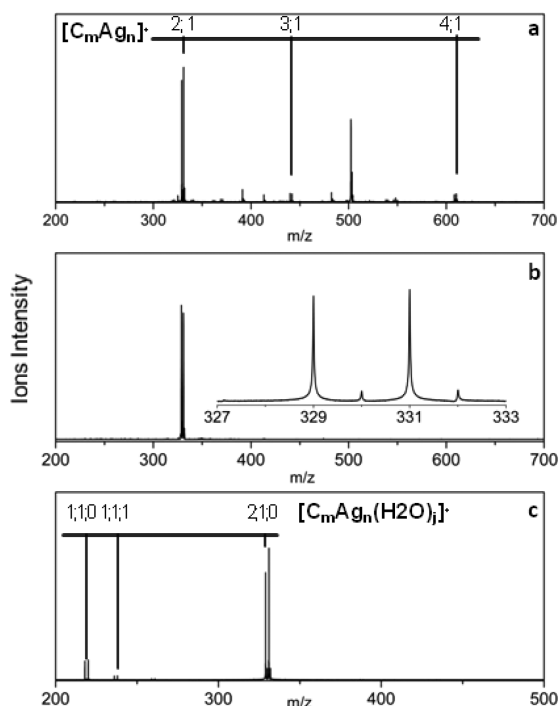 2;1 3;1 4;1
[CmAgn]+ a
200 300 400 500 600 700
m/z
b
327 329 331 333
200 300 400 500 600 700
m/z
Ions Intensity
1;1;0 1;1;1 2;1;0 [CmAgn(H2O)j]+ c
200 300 400 500
m/z